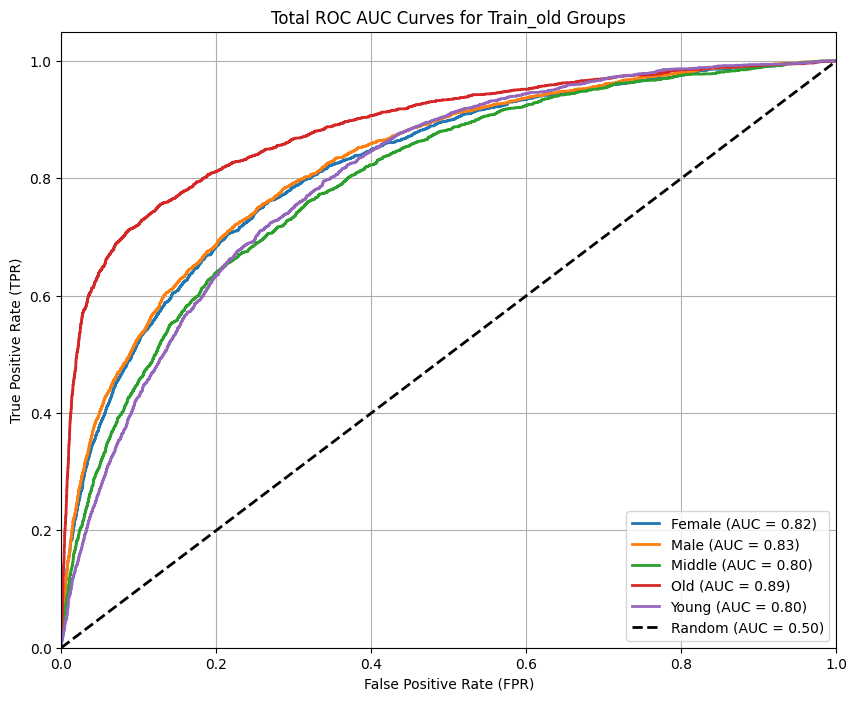 Total ROC AUC Curves for Train_old Groups
True Positive Rate (TPR)
1.0
0.8
0.6
0.4
0.2
0.0
0.0 0.2 0.4 0.6 0.8 1.0
False Positive Rate (FPR)
Female (AUC = 0.82)
Male (AUC = 0.83)
Middle (AUC = 0.80)
Old (AUC = 0.89)
Young (AUC = 0.80)
Random (AUC = 0.50)